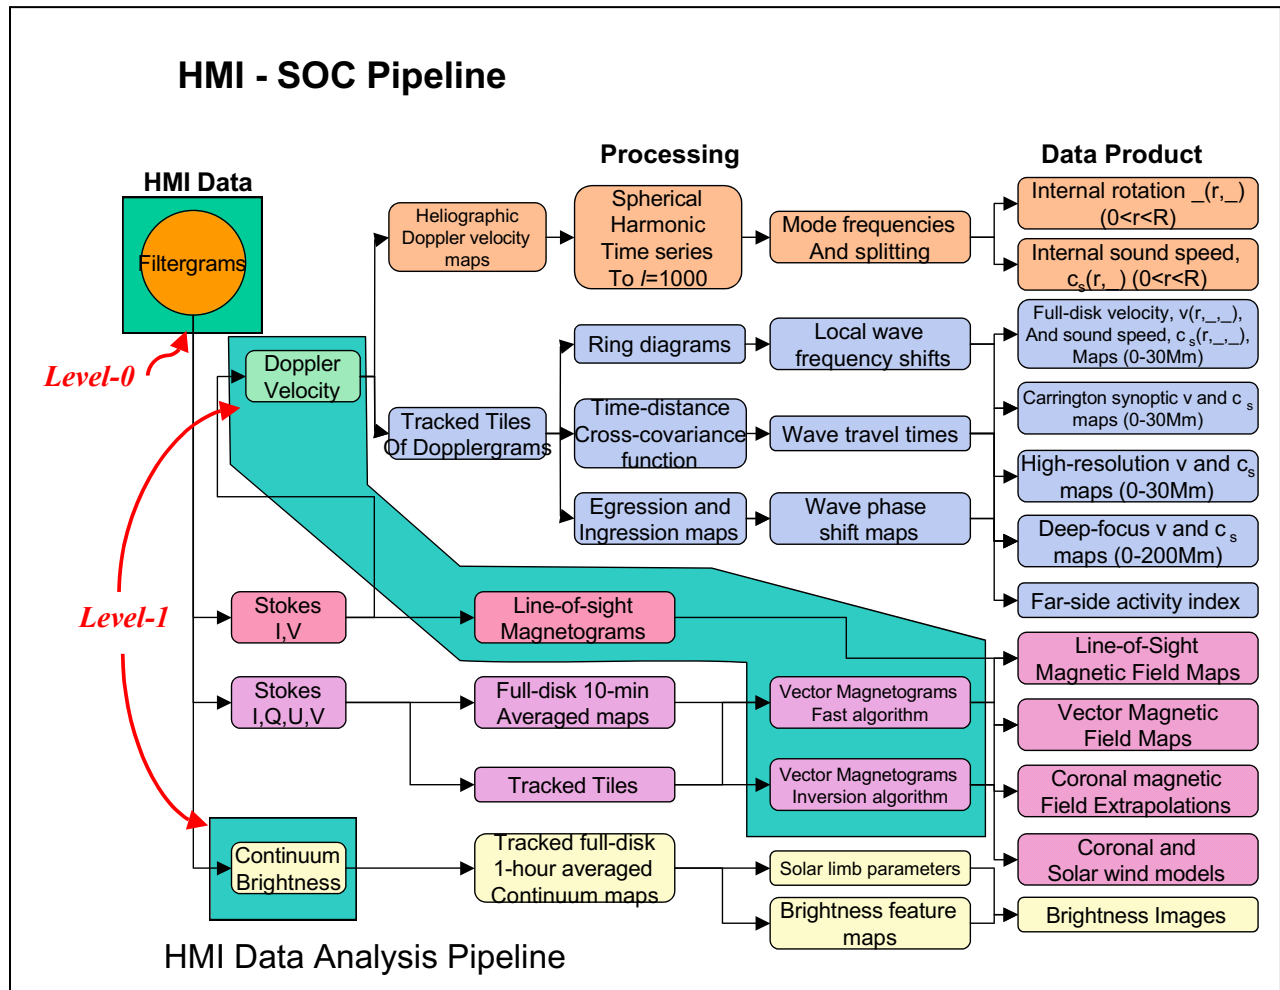 HMI - SOC Pipeline
Processing
Data Product
HMI Data
Filtergrams
Level-0
Level-1
Doppler
Velocity
Heliographic
Doppler velocity
maps
Spherical
Harmonic
Time series
To l=1000
Mode frequencies
And splitting
Internal rotation _(r,_)
(0<r<R)
Internal sound speed,
cs(r,_) (0<r<R)
Tracked Tiles
Of Dopplergrams
Ring diagrams
Local wave
frequency shifts
Time-distance
Cross-covariance
function
Wave travel times
Egression and
Ingression maps
Wave phase
shift maps
Full-disk velocity, v(r,_,_),
And sound speed, cs(r,_,_),
Maps (0-30Mm)
Carrington synoptic v and cs
maps (0-30Mm)
High-resolution v and cs
maps (0-30Mm)
Deep-focus v and cs
maps (0-200Mm)
Far-side activity index
Stokes
I,V
Line-of-sight
Magnetograms
Line-of-Sight
Magnetic Field Maps
Stokes
I,Q,U,V
Full-disk 10-min
Averaged maps
Tracked Tiles
Vector Magnetograms
Fast algorithm
Vector Magnetograms
Inversion algorithm
Vector Magnetic
Field Maps
Coronal magnetic
Field Extrapolations
Coronal and
Solar wind models
Continuum
Brightness
Tracked full-disk
1-hour averaged
Continuum maps
Solar limb parameters
Brightness feature
maps
Brightness Images
HMI Data Analysis Pipeline